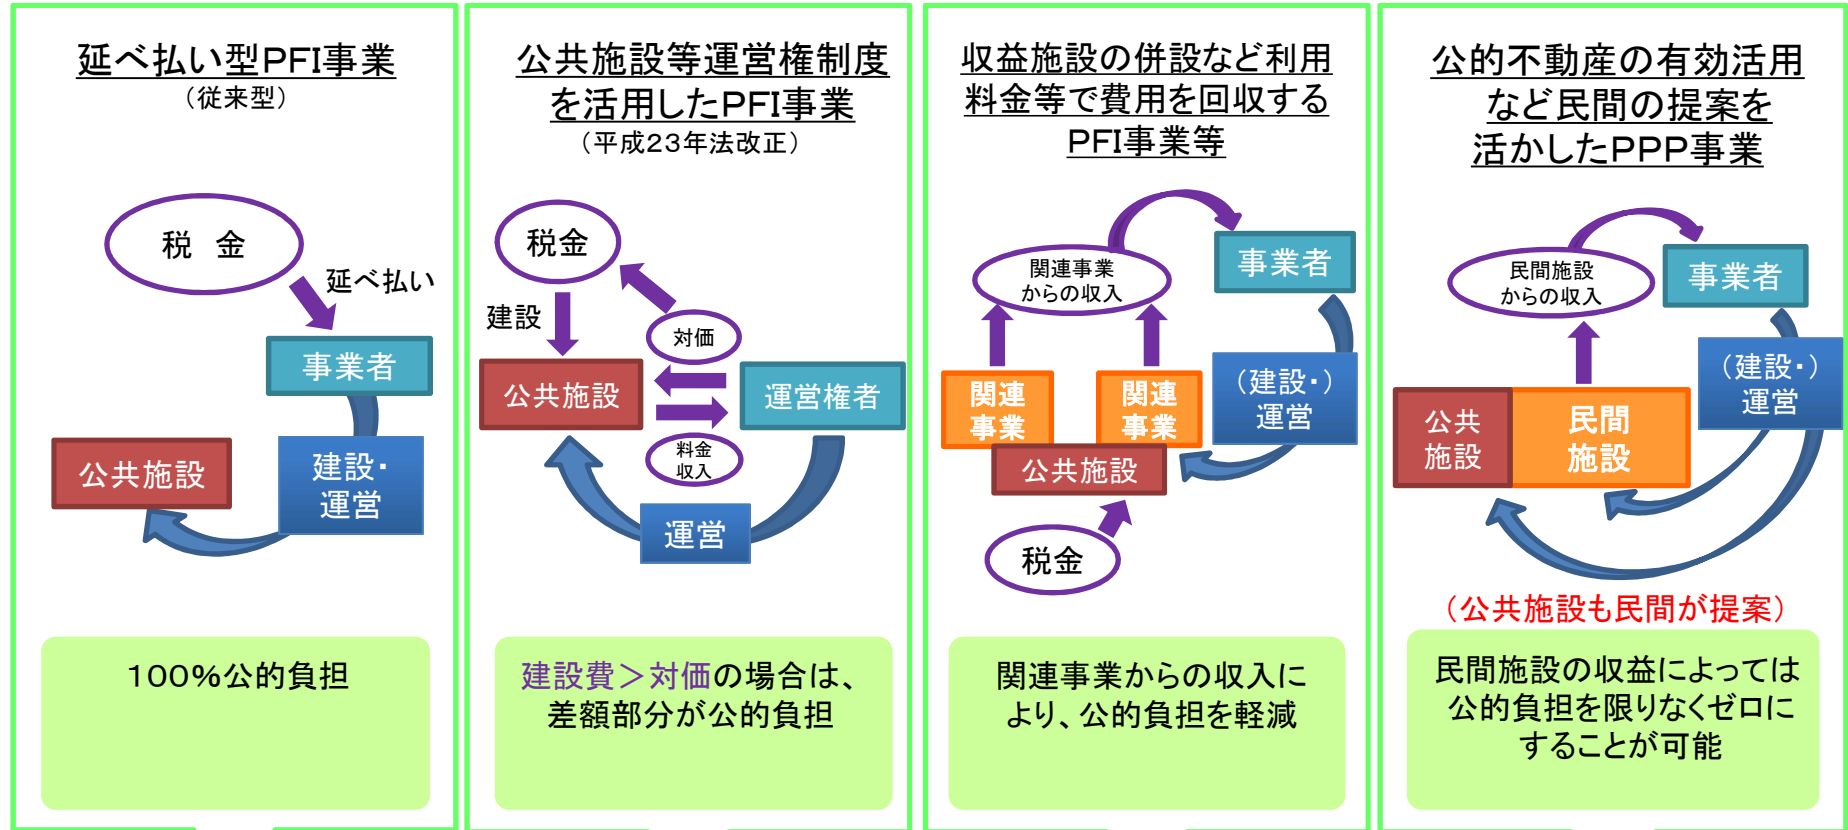 延べ払い型PFI事業
（従来型）
税　金
延べ払い
事業者
公共施設
建設・
運営
100%公的負担
公共施設等運営権制度
を活用したPFI事業
（平成23年法改正）
税金
建設
対価
公共施設
運営権者
料金
収入
運営
建設費＞対価の場合は、
差額部分が公的負担
収益施設の併設など利用
料金等で費用を回収する
PFI事業等
関連事業
からの収入
事業者
関連
事業
関連
事業
（建設・）
運営
公共施設
税金
関連事業からの収入に
より、公的負担を軽減
公的不動産の有効活用
など民間の提案を
活かしたPPP事業
民間施設
からの収入
事業者
（建設・）
運営
公共
施設
民間
施設
（公共施設も民間が提案）
民間施設の収益によっては
公的負担を限りなくゼロに
することが可能